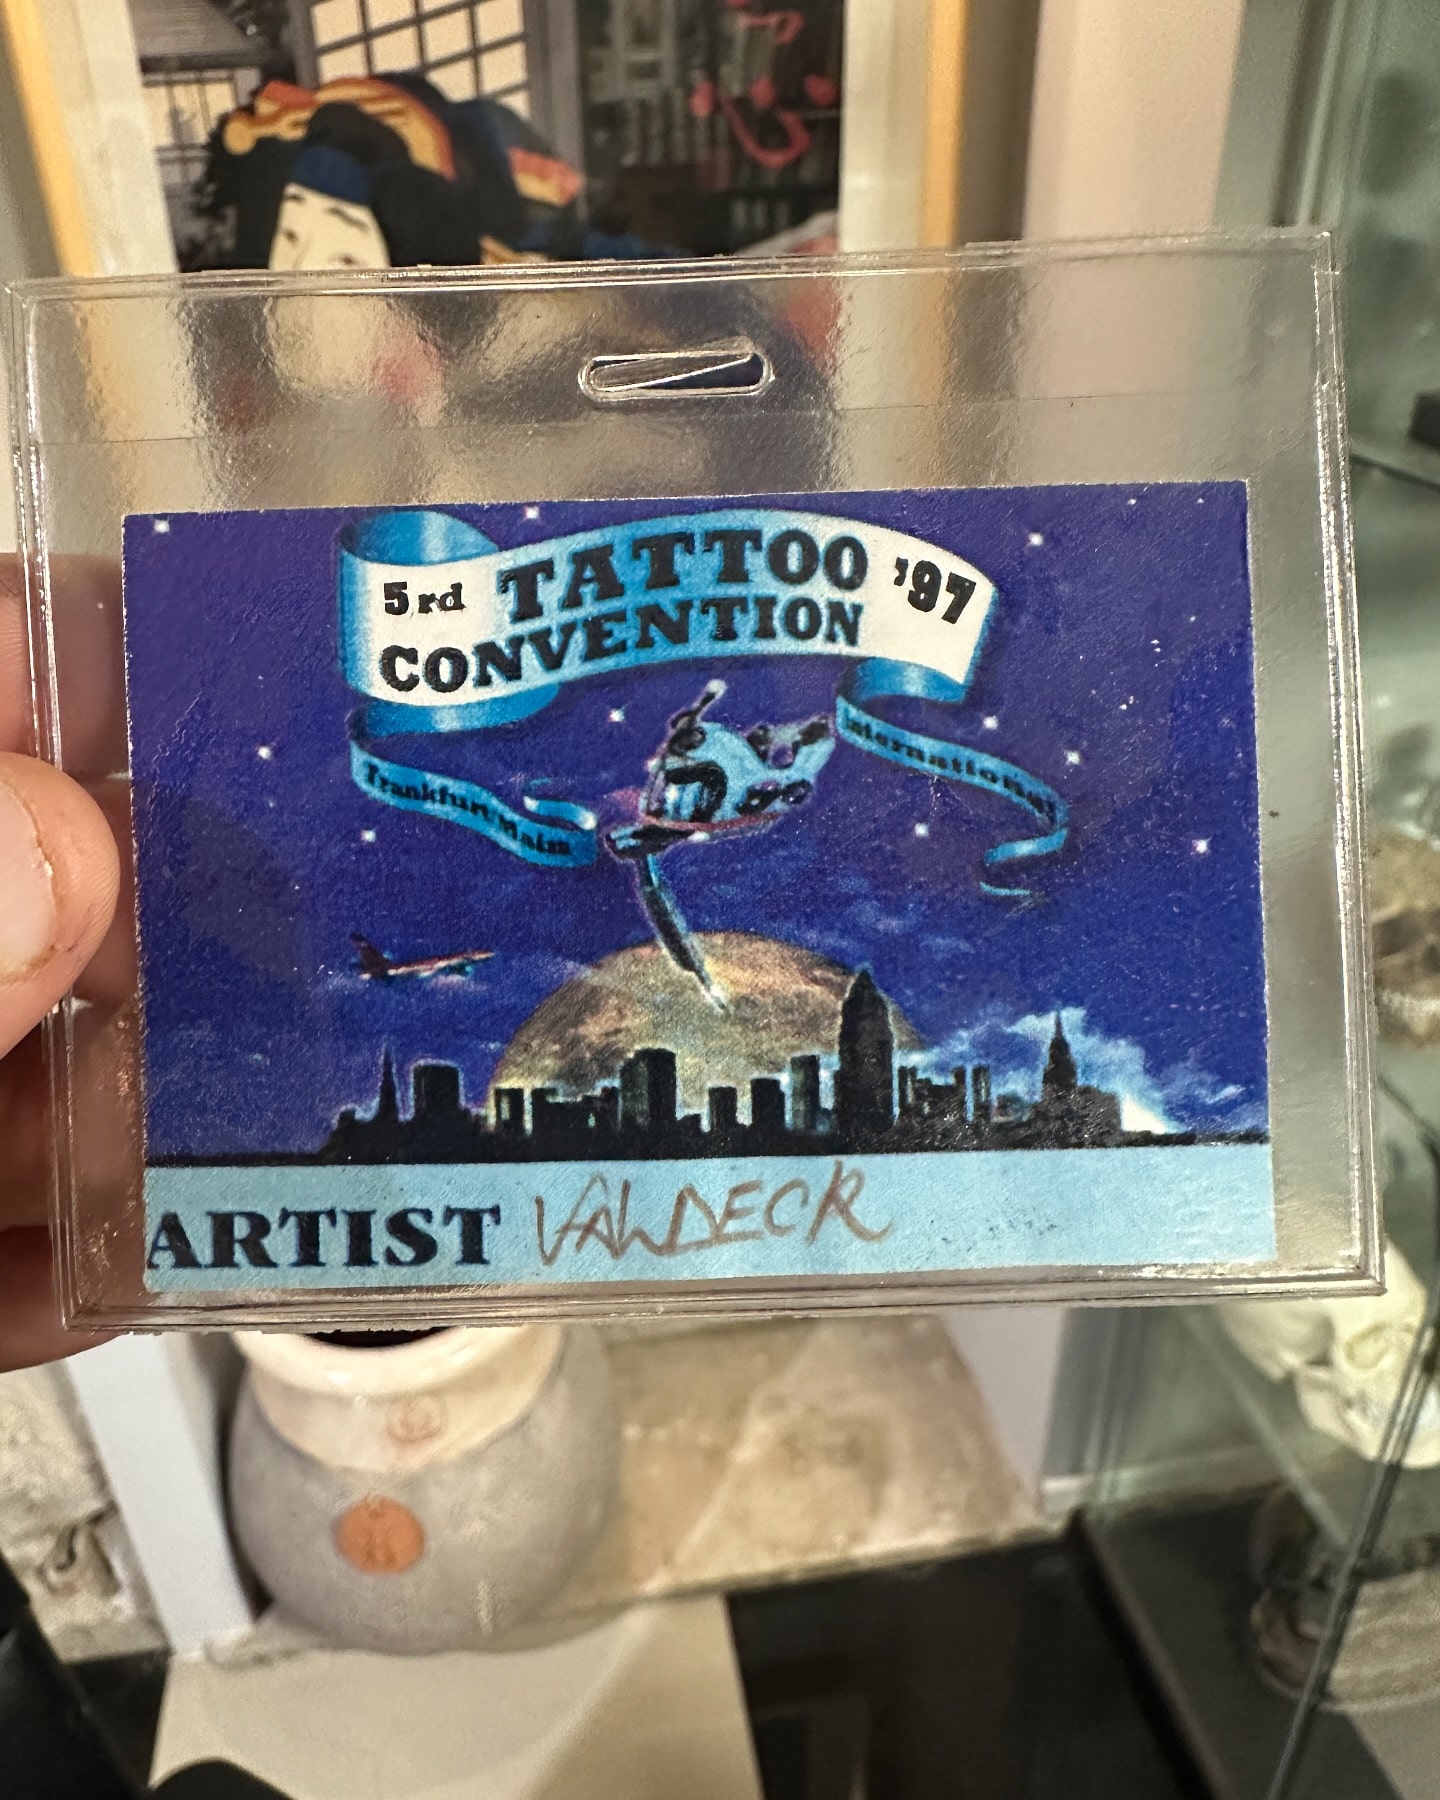 5rd TATTOO '97
CONVENTION
Frankfurt/Main
International
ARTIST VALDECK